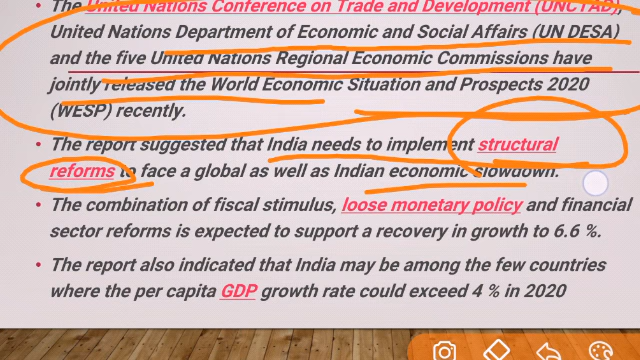 • The United Nations Conference on Trade and Development (UNCTAD),
United Nations Department of Economic and Social Affairs (UN DESA)
and the five United Nations Regional Economic Commissions have
jointly released the World Economic Situation and Prospects 2020
(WESP) recently.
• The report suggested that India needs to implement structural
reforms to face a global as well as Indian economic slowdown.
• The combination of fiscal stimulus, loose monetary policy and financial
sector reforms is expected to support a recovery in growth to 6.6 %.
• The report also indicated that India may be among the few countries
where the per capita GDP growth rate could exceed 4 % in 2020